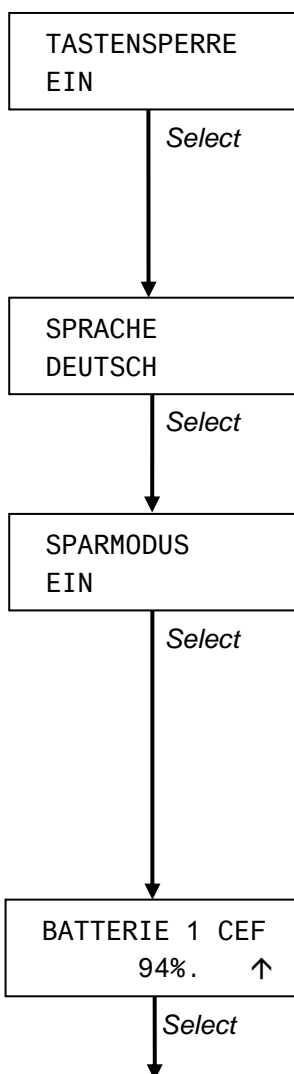 TASTENSPERRE
EIN
Select
SPRACHE
DEUTSCH
Select
SPARMODUS
EIN
Select
BATTERIE 1 CEF
94%. ↑
Select